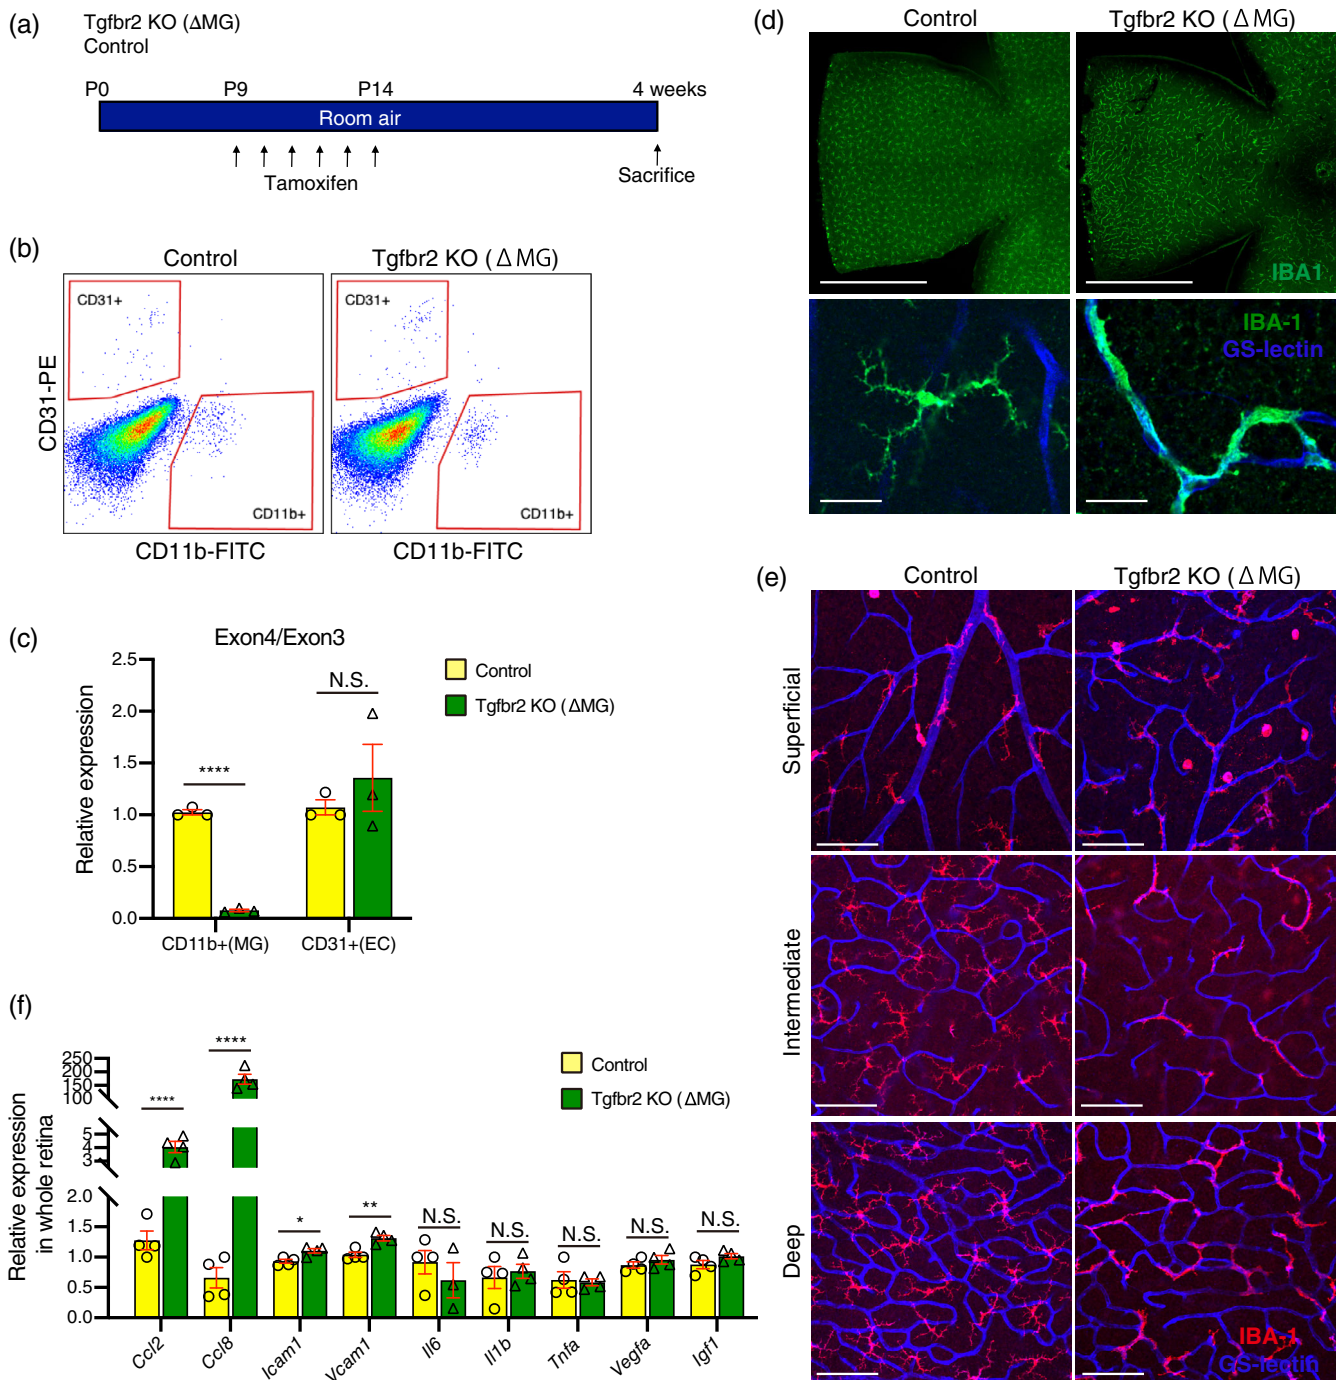 (a)
Tgfbr2 KO (ΔMG)
Control
P0 P9 P14 4 weeks
Room air
Tamoxifen
Sacrifice
(b)
Control Tgfbr2 KO (ΔMG)
CD31+ CD31+
CD31-PE
CD11b+ CD11b+
CD11b-FITC CD11b-FITC
(c)
Exon4/Exon3
Relative expression
2.5
2.0
1.5
1.0
0.5
0.0
****
N.S.
Control
Tgfbr2 KO (ΔMG)
CD11b+(MG) CD31+(EC)
(d)
Control Tgfbr2 KO (ΔMG)
IBA1
IBA-1
GS-lectin
(e)
Control Tgfbr2 KO (ΔMG)
Superficial
Intermediate
Deep
IBA-1
GS-lectin
(f)
Relative expression
in whole retina
250
200
150
100
5
4
3
2.0
1.5
1.0
0.5
0.0
**** **** * ** N.S. N.S. N.S. N.S. N.S.
Control
Tgfbr2 KO (ΔMG)
Ccl2 Ccl8 Icam1 Vcam1 Il6 Il1b Tnfa Vegfa Igf1